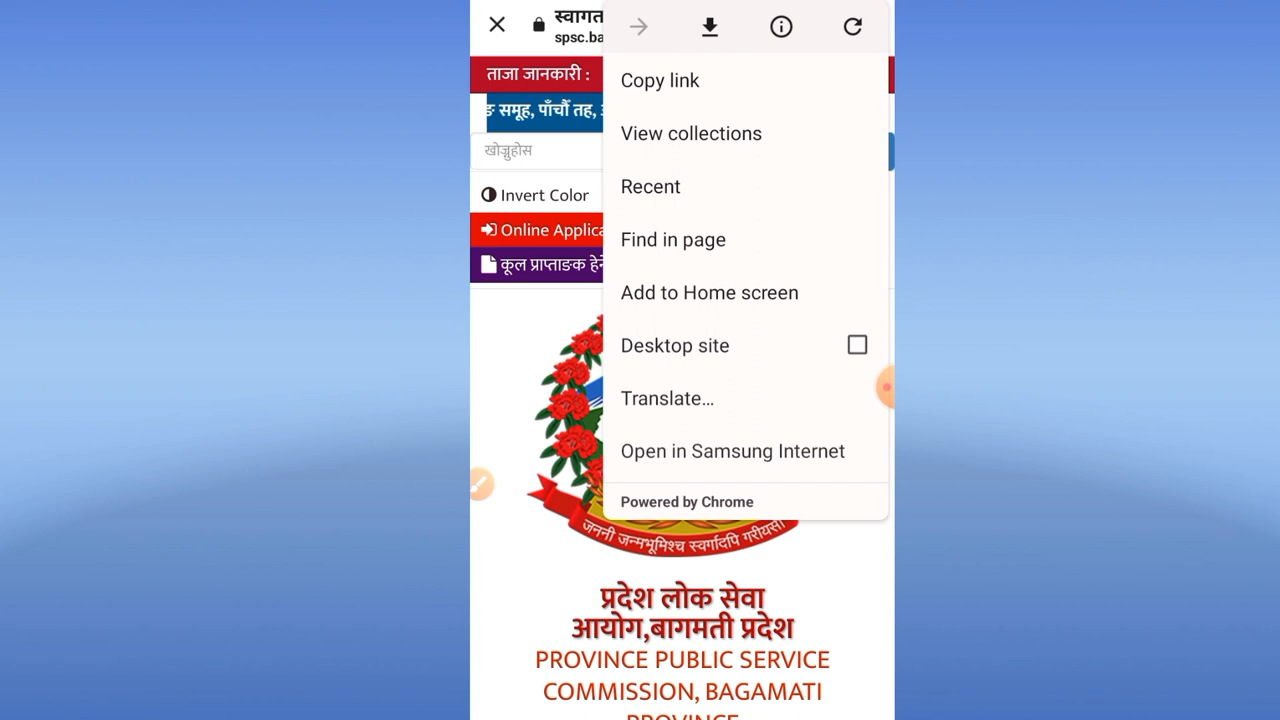 स्वागत
spsc.ba
ताजा जानकारी :
समूह, पाँचौं तह,
खोज्नुहोस
Invert Color
Online Applica
कूल प्राप्ताङक हेर्न
Copy link
View collections
Recent
Find in page
Add to Home screen
Desktop site
Translate…
Open in Samsung Internet
Powered by Chrome
जननी जन्मभूमिश्च स्वर्गादपि गरीयसी
प्रदेश लोक सेवा
आयोग,बागमती प्रदेश
PROVINCE PUBLIC SERVICE
COMMISSION, BAGAMATI
PROVINCE